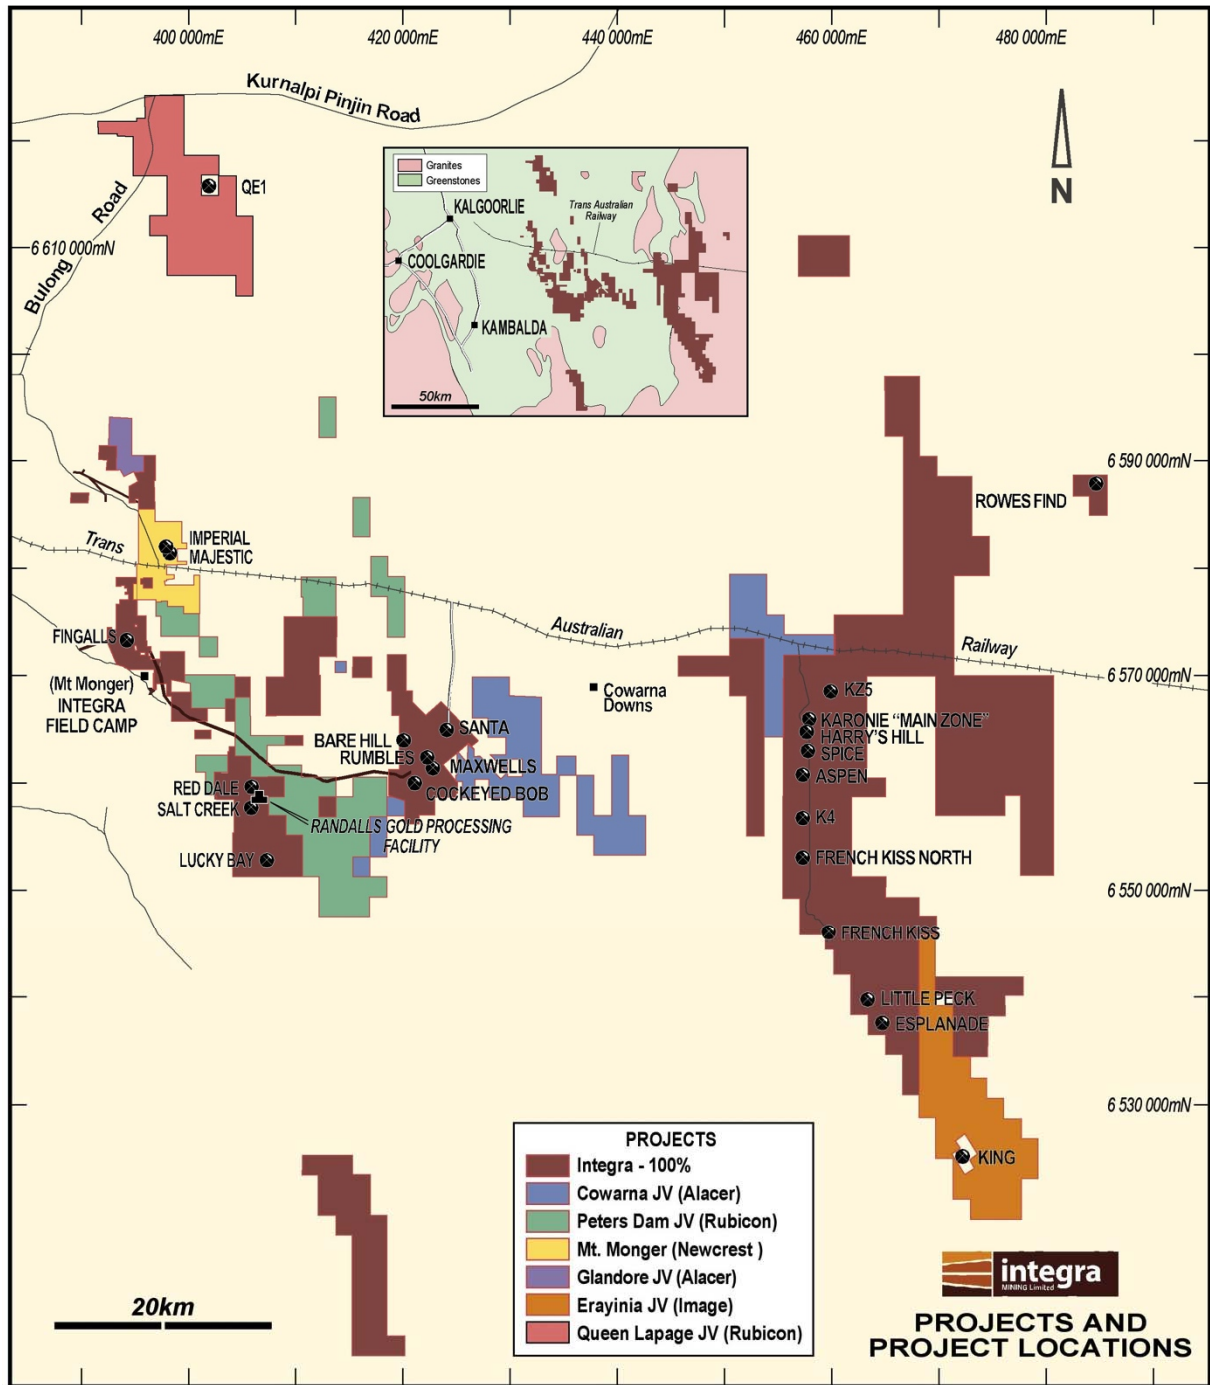 400 000mE
420 000mE
440 000mE
460 000mE
480 000mE
Kurnalpi Pinjin Road
Bulong Road
QE1
N
6 610 000mN
Granites
Greenstones
KALGOORLIE
COOLGARDIE
KAMBALDA
Trans Australian
Railway
50km
6 590 000mN
ROWES FIND
IMPERIAL
MAJESTIC
Trans Australian Railway
FINGALLS
(Mt Monger)
INTEGRA
FIELD CAMP
6 570 000mN
Cowarna
Downs
KZ5
KARONIE "MAIN ZONE"
HARRY'S HILL
SPICE
ASPEN
K4
FRENCH KISS NORTH
SANTA
BARE HILL
RUMBLES
MAXWELLS
COCKEYED BOB
RED DALE
SALT CREEK
RANDALLS GOLD PROCESSING
FACILITY
LUCKY BAY
6 550 000mN
FRENCH KISS
LITTLE PECK
ESPLANADE
6 530 000mN
KING
PROJECTS
Integra - 100%
Cowarna JV (Alacer)
Peters Dam JV (Rubicon)
Mt. Monger (Newcrest )
Glandore JV (Alacer)
Erayinia JV (Image)
Queen Lapage JV (Rubicon)
20km
integra
MINING Limited
PROJECTS AND
PROJECT LOCATIONS